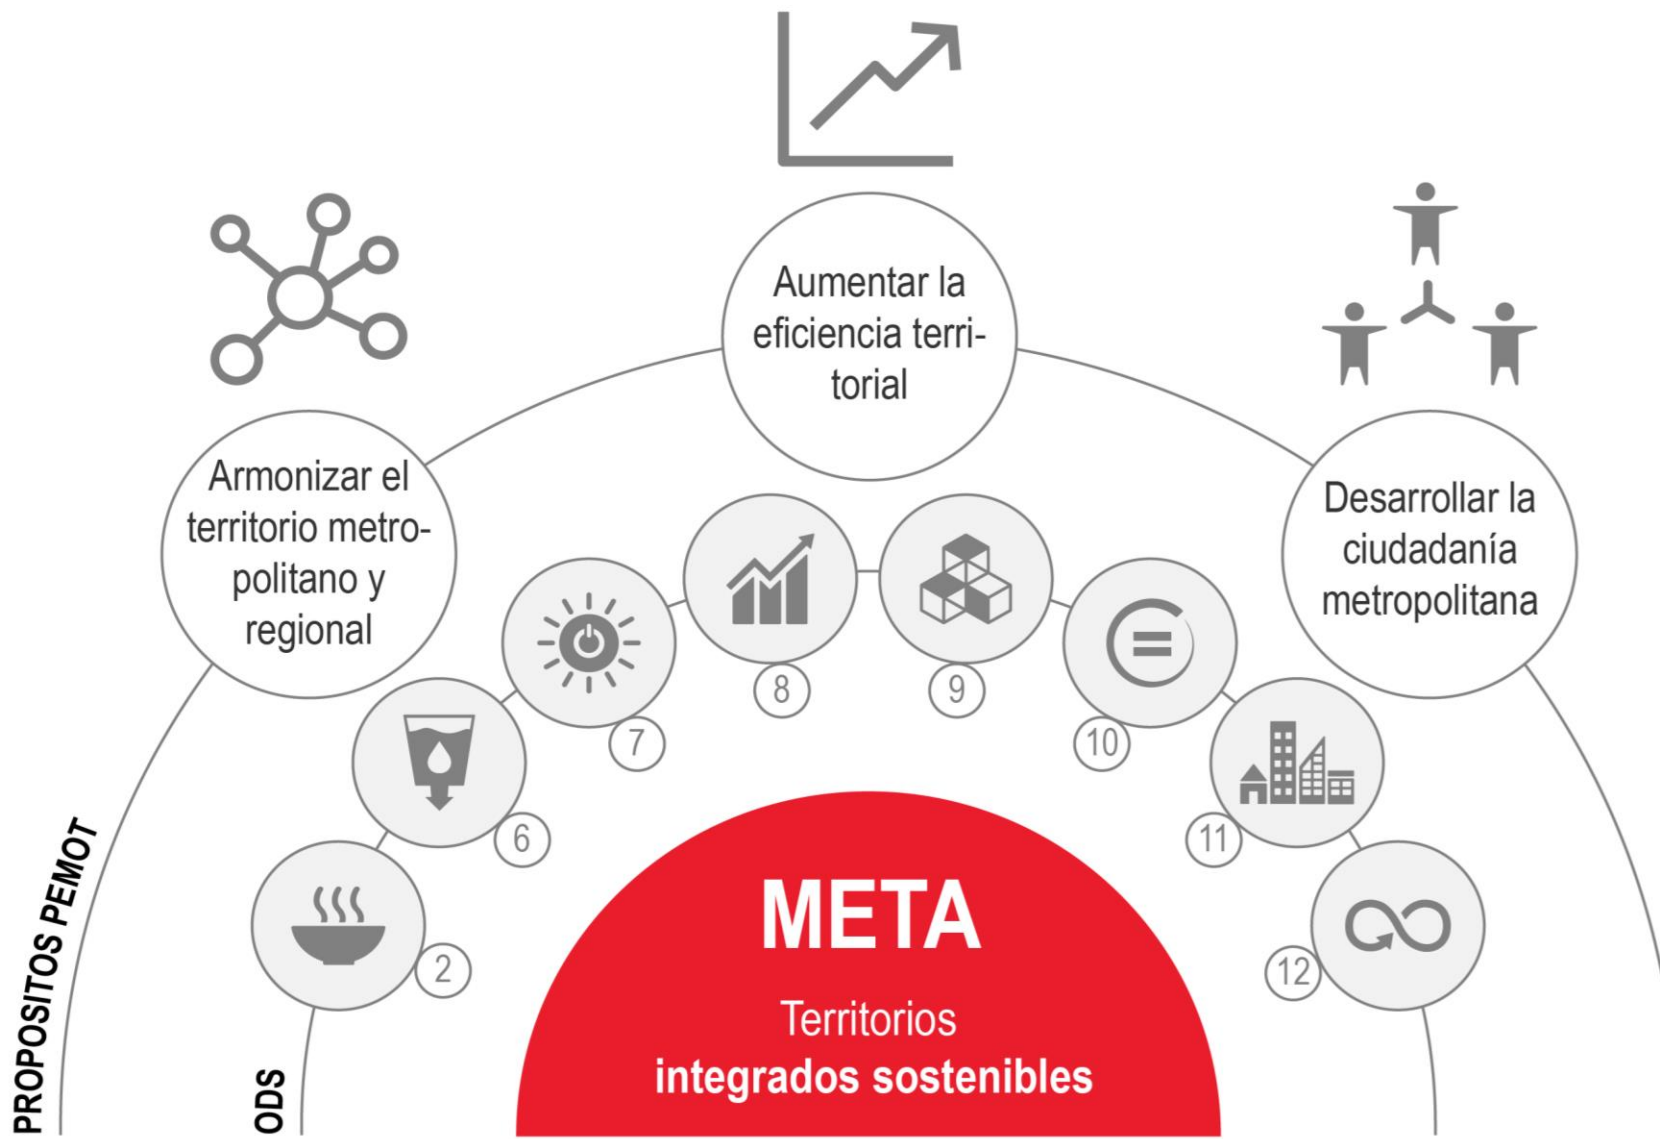 Aumentar la
eficiencia terri-
torial
Armonizar el
territorio metro-
politano y
regional
Desarrollar la
ciudadanía
metropolitana
8
9
7
10
6
11
2
12
PROPOSITOS PEMOT
ODS
META
Territorios
integrados sostenibles